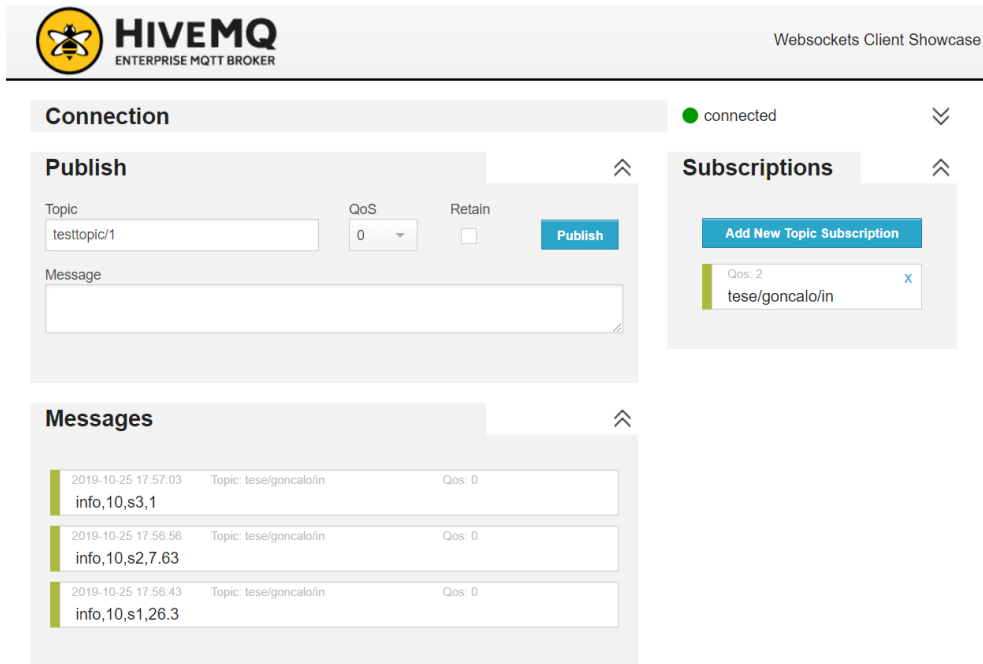 HIVEMQ
ENTERPRISE MQTT BROKER
Websockets Client Showcase
Connection
connected
Publish
Topic
QoS
Retain
testtopic/1
0
Publish
Message
Subscriptions
Add New Topic Subscription
Qos: 2
x
tese/goncalo/in
Messages
2019-10-25 17:57:03 Topic: tese/goncalo/in Qos: 0
info,10,s3,1
2019-10-25 17:56:56 Topic: tese/goncalo/in Qos: 0
info,10,s2,7.63
2019-10-25 17:56:43 Topic: tese/goncalo/in Qos: 0
info,10,s1,26.3